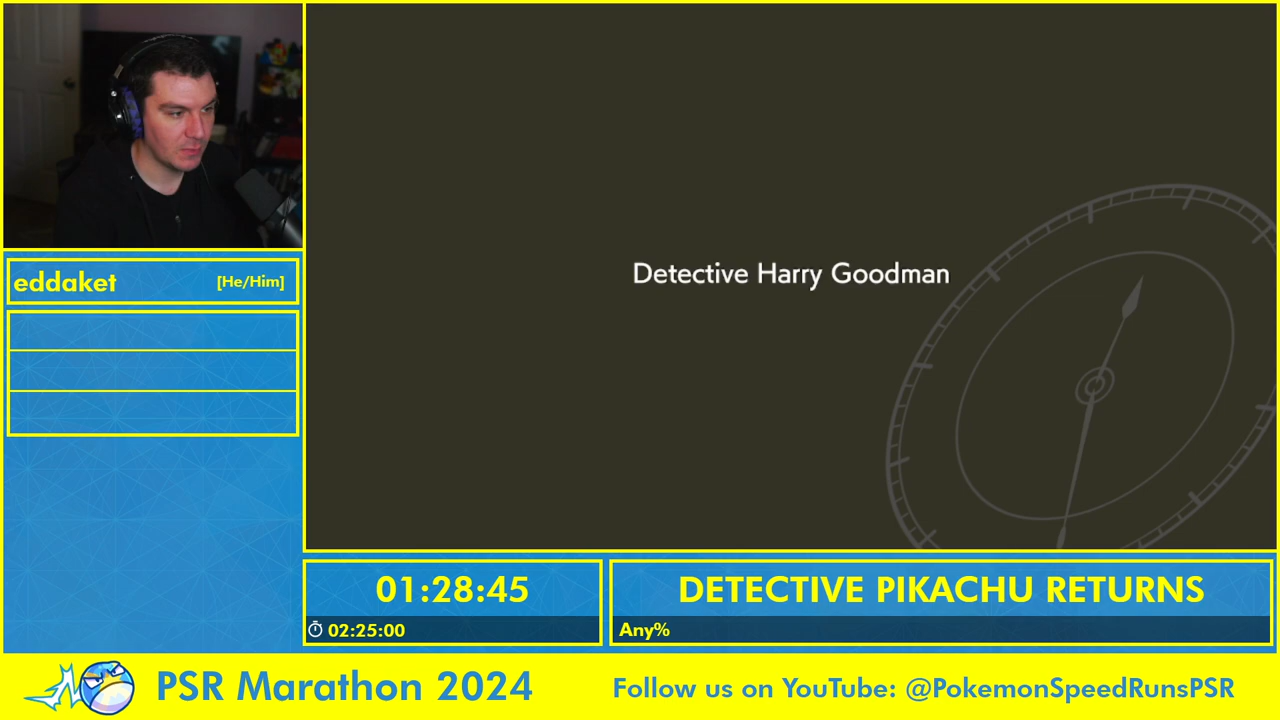 Detective Harry Goodman
eddaket
[He/Him]
01:28:45
02:25:00
DETECTIVE PIKACHU RETURNS
Any%
PSR Marathon 2024
Follow us on YouTube: @PokemonSpeedRunsPSR